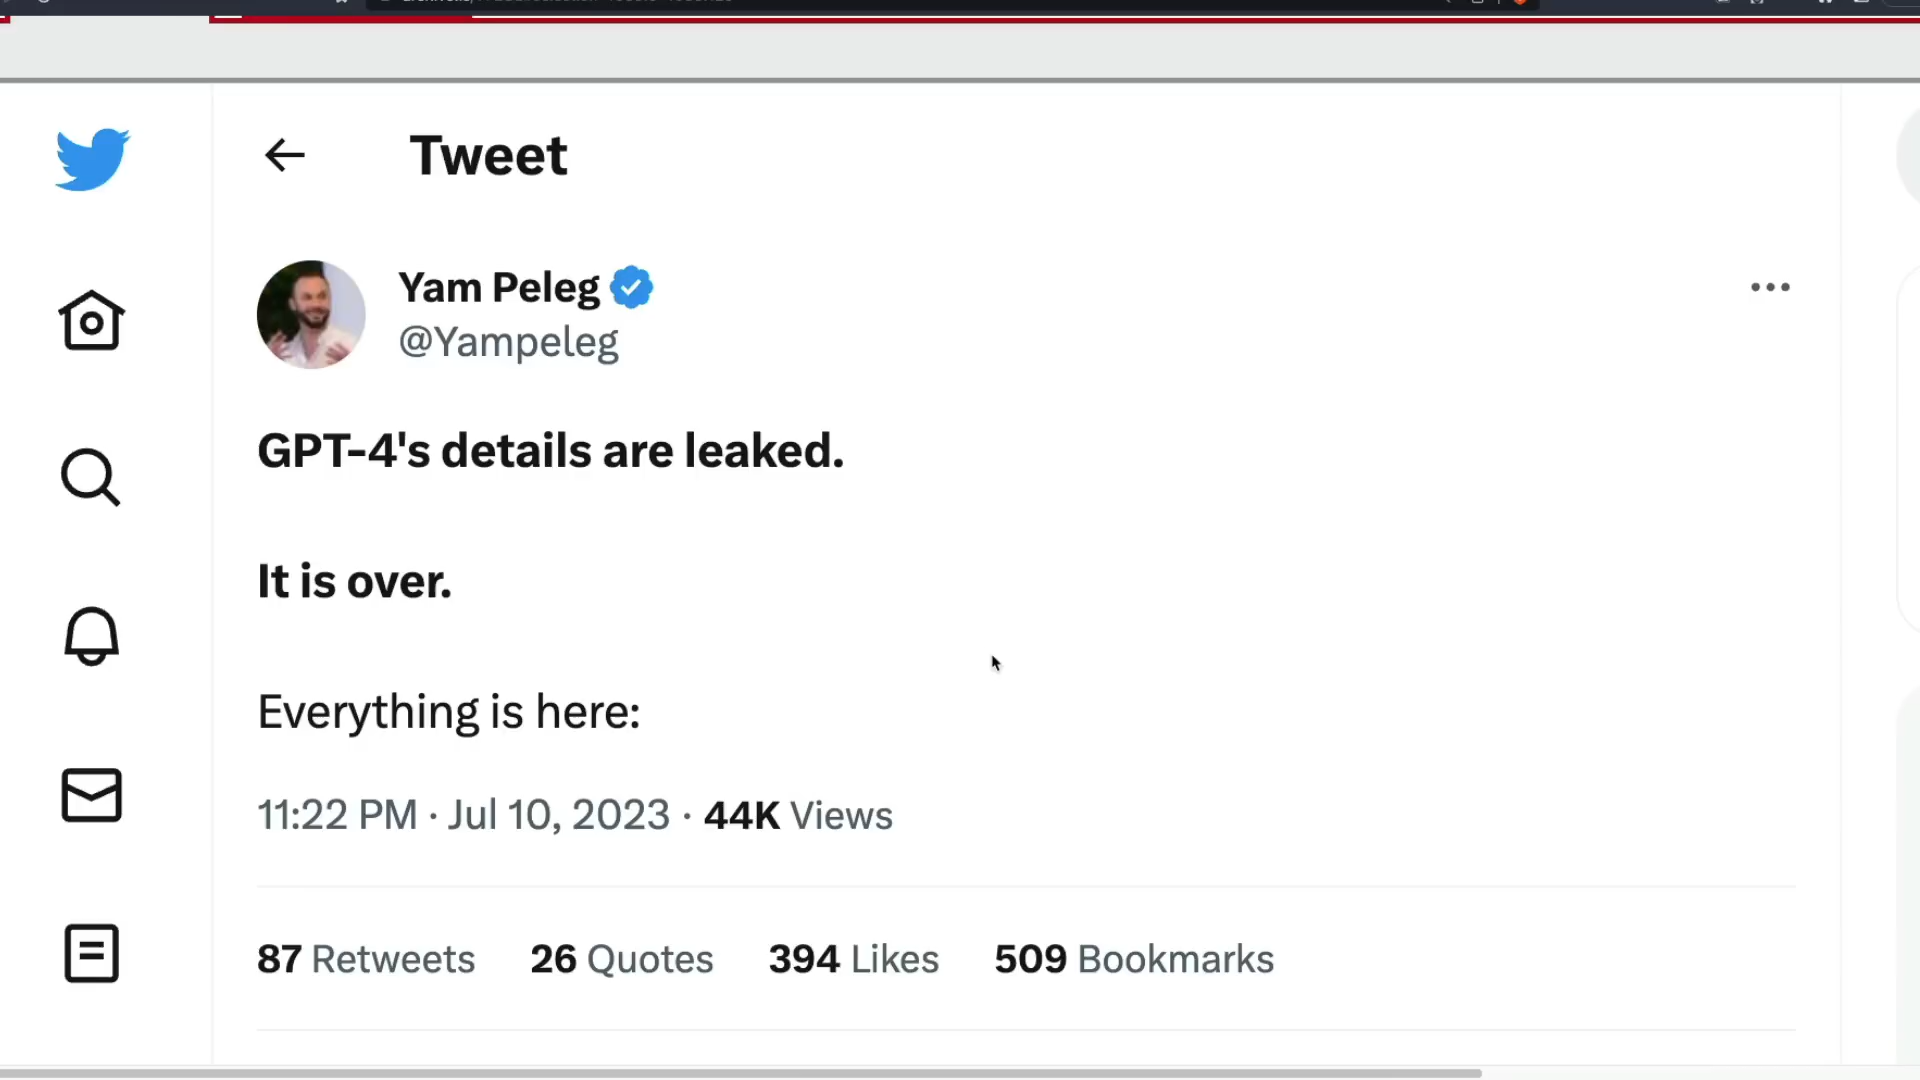 Tweet
Yam Peleg
@Yampeleg
GPT-4's details are leaked.
It is over.
Everything is here:
11:22 PM · Jul 10, 2023 · 44K Views
87 Retweets 26 Quotes 394 Likes 509 Bookmarks